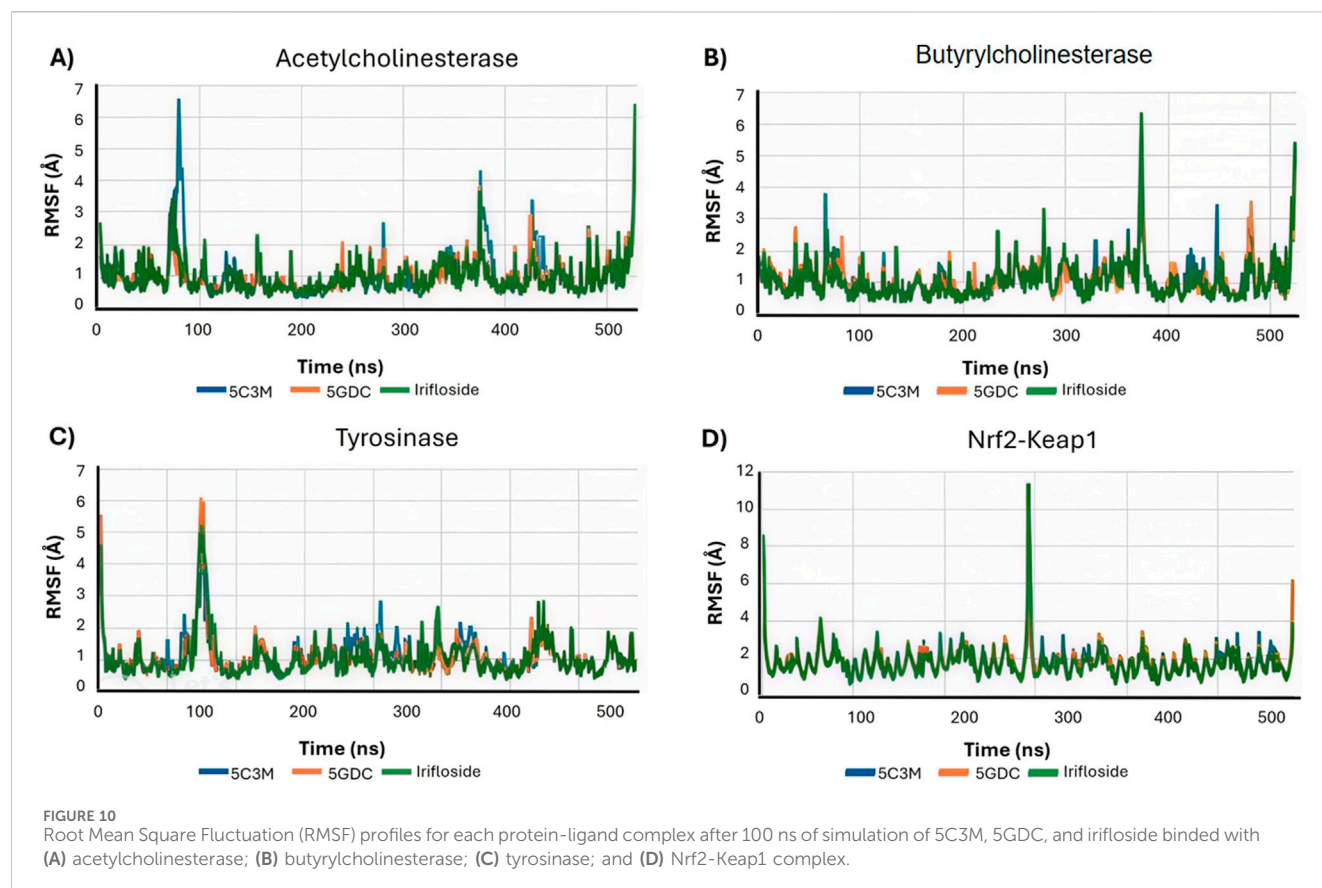 A)
Acetylcholinesterase
7
6
5
4
3
2
1
0
RMSF (Å)
0 100 200 300 400 500
Time (ns)
5C3M 5GDC Irifloside
B)
Butyrylcholinesterase
7
6
5
4
3
2
1
0
RMSF (Å)
0 100 200 300 400 500
Time (ns)
5C3M 5GDC Irifloside
C)
Tyrosinase
7
6
5
4
3
2
1
0
RMSF (Å)
0 100 200 300 400 500
Time (ns)
5C3M 5GDC Irifloside
D)
Nrf2-Keap1
12
10
8
6
4
2
0
RMSF (Å)
0 100 200 300 400 500
Time (ns)
5C3M 5GDC Irifloside
FIGURE 10
Root Mean Square Fluctuation (RMSF) profiles for each protein-ligand complex after 100 ns of simulation of 5C3M, 5GDC, and irifloside binded with
(A) acetylcholinesterase; (B) butyrylcholinesterase; (C) tyrosinase; and (D) Nrf2-Keap1 complex.